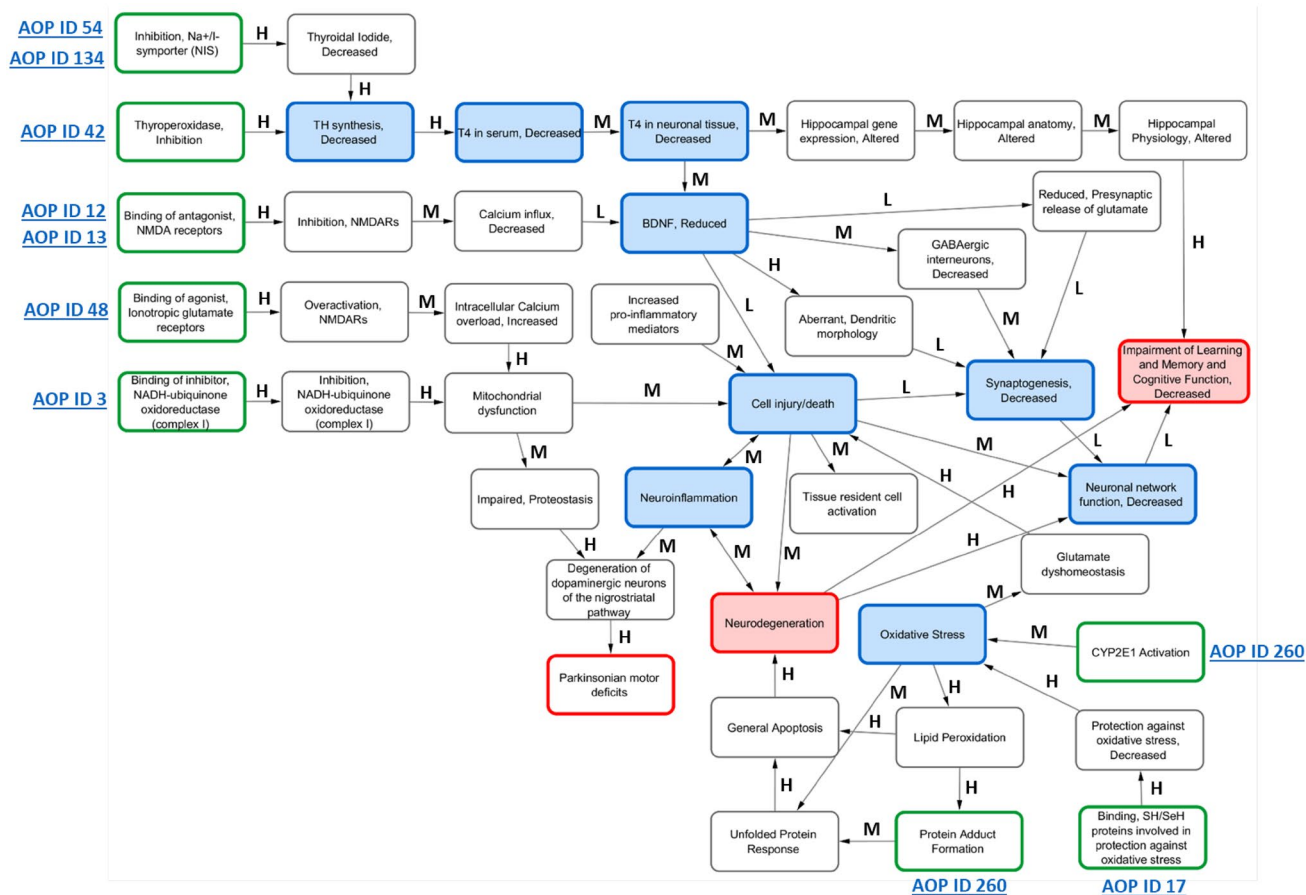 AOP ID 54
AOP ID 134
Inhibition, Na+/I-
symporter (NIS)
H
Thyroidal Iodide,
Decreased
H
AOP ID 42
Thyroperoxidase,
Inhibition
H
TH synthesis,
Decreased
H
T4 in serum, Decreased
M
T4 in neuronal tissue,
Decreased
M
Hippocampal gene
expression, Altered
M
Hippocampal anatomy,
Altered
M
Hippocampal
Physiology, Altered
M
H
AOP ID 12
AOP ID 13
Binding of antagonist,
NMDA receptors
H
Inhibition, NMDARs
M
Calcium influx,
Decreased
L
BDNF, Reduced
L
Reduced, Presynaptic
release of glutamate
M
GABAergic
interneurons,
Decreased
H
L
L
M
AOP ID 48
Binding of agonist,
Ionotropic glutamate
receptors
H
Overactivation,
NMDARs
M
Intracellular Calcium
overload, Increased
H
Increased
pro-inflammatory
mediators
M
Aberrant, Dendritic
morphology
L
Impairment of Learning
and Memory and
Cognitive Function,
Decreased
AOP ID 3
Binding of inhibitor,
NADH-ubiquinone
oxidoreductase
(complex I)
H
Inhibition,
NADH-ubiquinone
oxidoreductase
(complex I)
H
Mitochondrial
dysfunction
M
Cell injury/death
L
Synaptogenesis,
Decreased
L
L
M
M
M
M
H
H
Impaired, Proteostasis
Neuroinflammation
Tissue resident cell
activation
Neuronal network
function, Decreased
H
M
M
M
H
Degeneration of
dopaminergic neurons
of the nigrostriatal
pathway
Glutamate
dyshomeostasis
M
H
Neurodegeneration
Oxidative Stress
M
CYP2E1 Activation
AOP ID 260
Parkinsonian motor
deficits
H
M
H
H
General Apoptosis
H
Lipid Peroxidation
Protection against
oxidative stress,
Decreased
H
H
H
Unfolded Protein
Response
M
Protein Adduct
Formation
Binding, SH/SeH
proteins involved in
protection against
oxidative stress
AOP ID 260
AOP ID 17